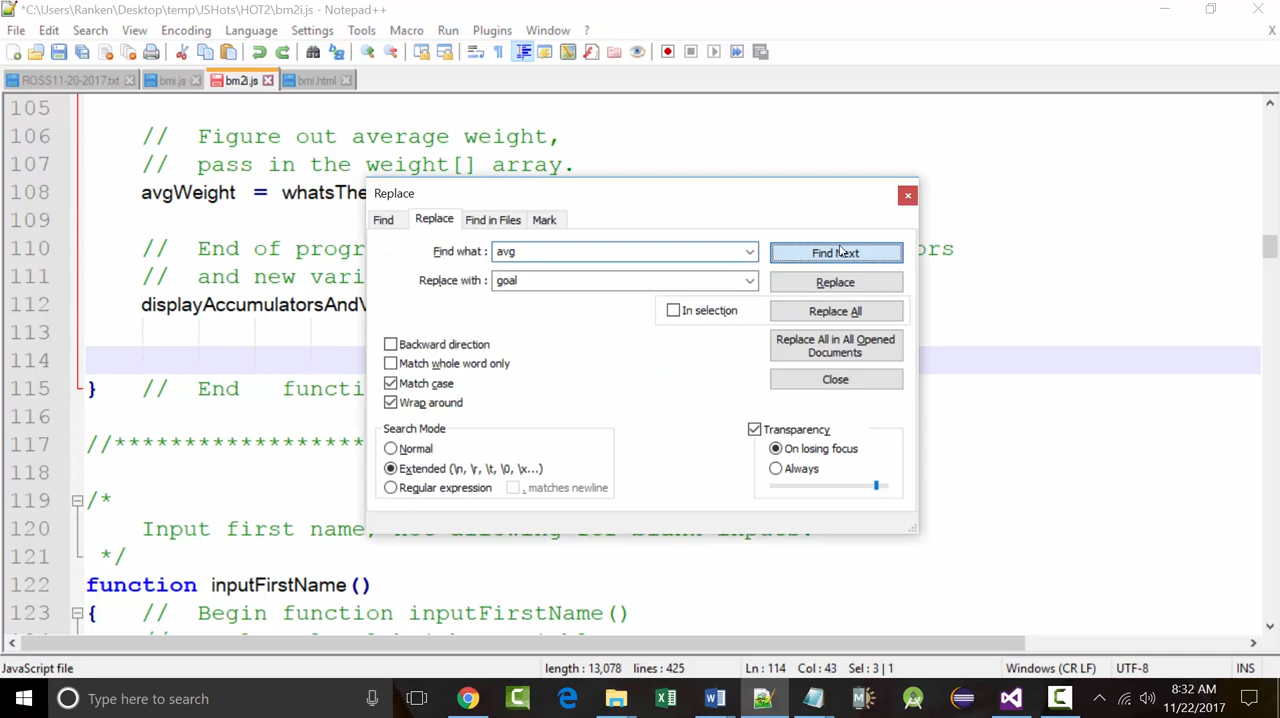 *C:\Users\Ranken\Desktop\temp\JSHots\HOT2\bm2i.js - Notepad++
File Edit Search View Encoding Language Settings Tools Macro Run Plugins Window ? X
ROSS11-20-2017.txt bmi.js bm2i.js bmi.html
105
106 // Figure out average weight,
107 // pass in the weight[] array.
108 avgWeight = whatsThe
109
110 // End of progr ors
111 // and new vari
112 displayAccumulatorsAndV
113
114
115 } // End functi
116
117 //********************
118
119 /*
120 Input first name, not allowing for blank inputs.
121 */
122 function inputFirstName()
123 { // Begin function inputFirstName()
Replace
Find Replace Find in Files Mark
Find what : avg Find Next
Replace with : goal Replace
In selection Replace All
Backward direction Replace All in All Opened Documents
Match whole word only
Match case Close
Wrap around
Search Mode Transparency
Normal On losing focus
Extended (\n, \r, \t, \0, \x...) Always
Regular expression . matches newline
JavaScript file length : 13,078 lines : 425 Ln : 114 Col : 43 Sel : 3 | 1 Windows (CR LF) UTF-8 INS
Type here to search 8:32 AM
11/22/2017